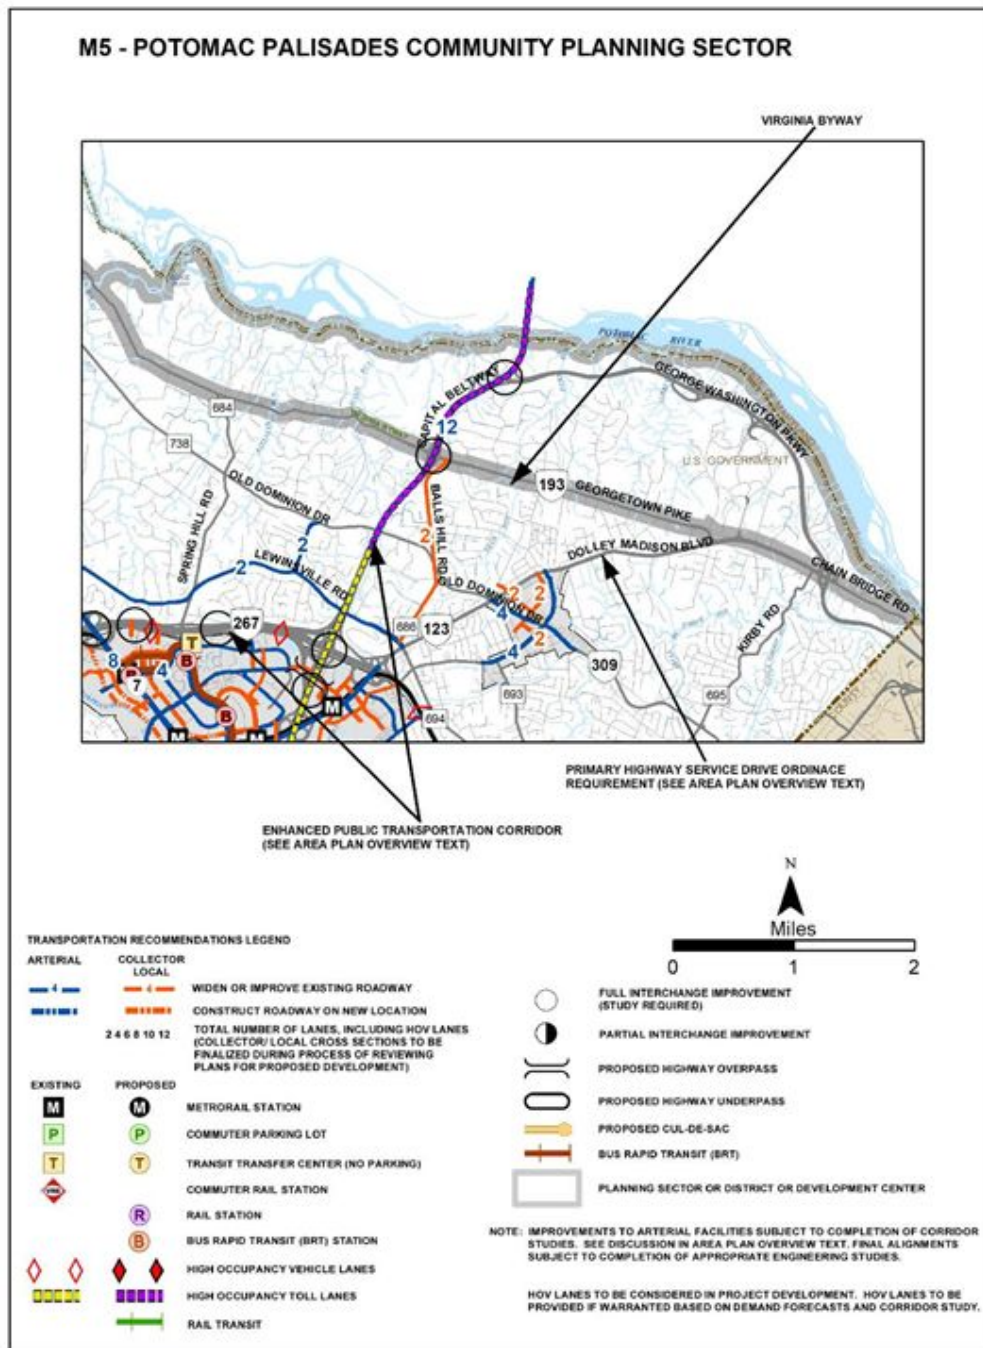 M5 - POTOMAC PALISADES COMMUNITY PLANNING SECTOR
VIRGINIA BYWAY
POTOMAC
RIVER
CAPITAL BELTWAY
12
GEORGE WASHINGTON PKWY
U.S. GOVERNMENT
684
738
193
GEORGETOWN PIKE
OLD DOMINION DR
BALLS HILL RD
2
SPRING HILL RD
2
2
LEWINSVILLE RD
DOLLEY MADISON BLVD
CHAIN BRIDGE RD
OLD DOMINION DR
2
2
4
2
KIRBY RD
267
686
123
4
309
T
B
8
4
B
7
B
M
M
M
694
693
695
PRIMARY HIGHWAY SERVICE DRIVE ORDINACE
REQUIREMENT (SEE AREA PLAN OVERVIEW TEXT)
ENHANCED PUBLIC TRANSPORTATION CORRIDOR
(SEE AREA PLAN OVERVIEW TEXT)
N
Miles
0 1 2
TRANSPORTATION RECOMMENDATIONS LEGEND
ARTERIAL
COLLECTOR
LOCAL
4 4 WIDEN OR IMPROVE EXISTING ROADWAY
CONSTRUCT ROADWAY ON NEW LOCATION
2 4 6 8 10 12 TOTAL NUMBER OF LANES, INCLUDING HOV LANES
(COLLECTOR/ LOCAL CROSS SECTIONS TO BE
FINALIZED DURING PROCESS OF REVIEWING
PLANS FOR PROPOSED DEVELOPMENT)
EXISTING PROPOSED
M M METRORAIL STATION
P P COMMUTER PARKING LOT
T T TRANSIT TRANSFER CENTER (NO PARKING)
VRE COMMUTER RAIL STATION
R RAIL STATION
B BUS RAPID TRANSIT (BRT) STATION
HIGH OCCUPANCY VEHICLE LANES
HIGH OCCUPANCY TOLL LANES
RAIL TRANSIT
FULL INTERCHANGE IMPROVEMENT
(STUDY REQUIRED)
PARTIAL INTERCHANGE IMPROVEMENT
PROPOSED HIGHWAY OVERPASS
PROPOSED HIGHWAY UNDERPASS
PROPOSED CUL-DE-SAC
BUS RAPID TRANSIT (BRT)
PLANNING SECTOR OR DISTRICT OR DEVELOPMENT CENTER
NOTE: IMPROVEMENTS TO ARTERIAL FACILITIES SUBJECT TO COMPLETION OF CORRIDOR
STUDIES. SEE DISCUSSION IN AREA PLAN OVERVIEW TEXT. FINAL ALIGNMENTS
SUBJECT TO COMPLETION OF APPROPRIATE ENGINEERING STUDIES.
HOV LANES TO BE CONSIDERED IN PROJECT DEVELOPMENT. HOV LANES TO BE
PROVIDED IF WARRANTED BASED ON DEMAND FORECASTS AND CORRIDOR STUDY.